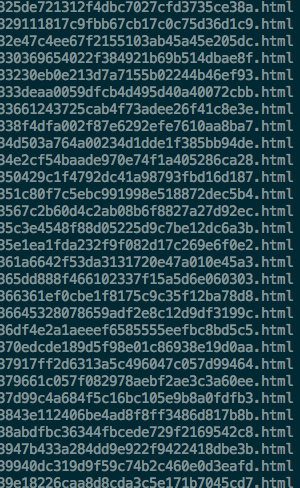 325de721312f4dbc7027cfd3735ce38a.html
329111817c9fbb67cb17c0c75d36d1c9.html
32e47c4ee67f2155103ab45a45e205dc.html
330369654022f384921b69b514dbae8f.html
33230eb0e213d7a7155b02244b46ef93.html
333deaa0059dfcb4d495d40a40072cbb.html
33661243725cab4f73adee26f41c8e3e.html
338f4dfa002f87e6292efe7610aa8ba7.html
34d503a764a00234d1dde1f385bb94de.html
34e2cf54baade970e74f1a405286ca28.html
350429c1f4792dc41a98793fbd16d187.html
351c80f7c5ebc991998e518872dec5b4.html
3567c2b60d4c2ab08b6f8827a27d92ec.html
35c3e4548f88d05225d9c7be12dc6a3b.html
35e1ea1fda232f9f082d17c269e6f0e2.html
361a6642f53da3131720e47a010e45a3.html
365dd888f466102337f15a5d6e060303.html
366361ef0cbe1f8175c9c35f12ba78d8.html
36645328078659adf2e8c12d9df3199c.html
36df4e2a1aeeef6585555eefbc8bd5c5.html
370edcde189d5f98e01c86938e19d0aa.html
37917ff2d6313a5c496047c057d99464.html
379661c057f082978aebf2ae3c3a60ee.html
37d99c4a684f5c16bc105e9b8a0fdfb3.html
3843e112406be4ad8f8ff3486d817b8b.html
38abdfbc36344fbcede729f2169542c8.html
3947b433a284dd9e922f9422418dbe3b.html
39940dc319d9f59c74b2c460e0d3eafd.html
39e18226caa8d8cda3c5e171b7045cd7.html